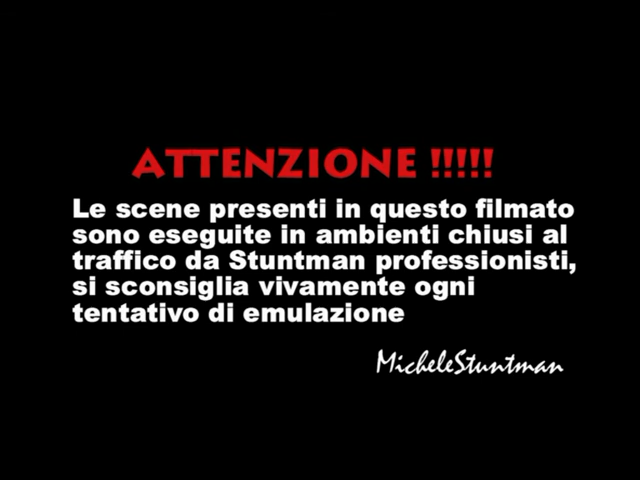 ATTENZIONE !!!!!
Le scene presenti in questo filmato
sono eseguite in ambienti chiusi al
traffico da Stuntman professionisti,
si sconsiglia vivamente ogni
tentativo di emulazione
MicheleStuntman